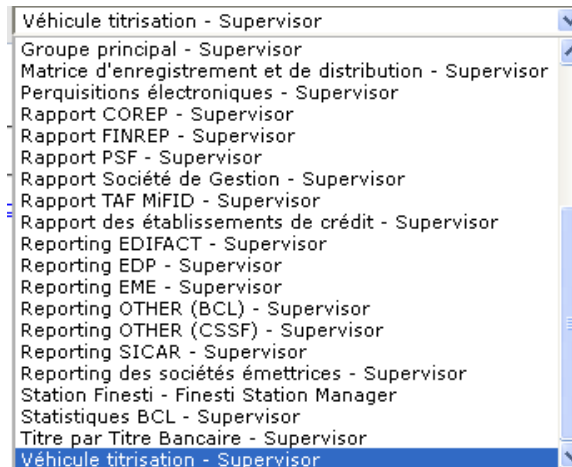 Véhicule titrisation - Supervisor
Groupe principal - Supervisor
Matrice d'enregistrement et de distribution - Supervisor
Perquisitions électroniques - Supervisor
Rapport COREP - Supervisor
Rapport FINREP - Supervisor
Rapport PSF - Supervisor
Rapport Société de Gestion - Supervisor
Rapport TAF MiFID - Supervisor
Rapport des établissements de crédit - Supervisor
Reporting EDIFACT - Supervisor
Reporting EDP - Supervisor
Reporting EME - Supervisor
Reporting OTHER (BCL) - Supervisor
Reporting OTHER (CSSF) - Supervisor
Reporting SICAR - Supervisor
Reporting des sociétés émettrices - Supervisor
Station Finesti - Finesti Station Manager
Statistiques BCL - Supervisor
Titre par Titre Bancaire - Supervisor
Véhicule titrisation - Supervisor